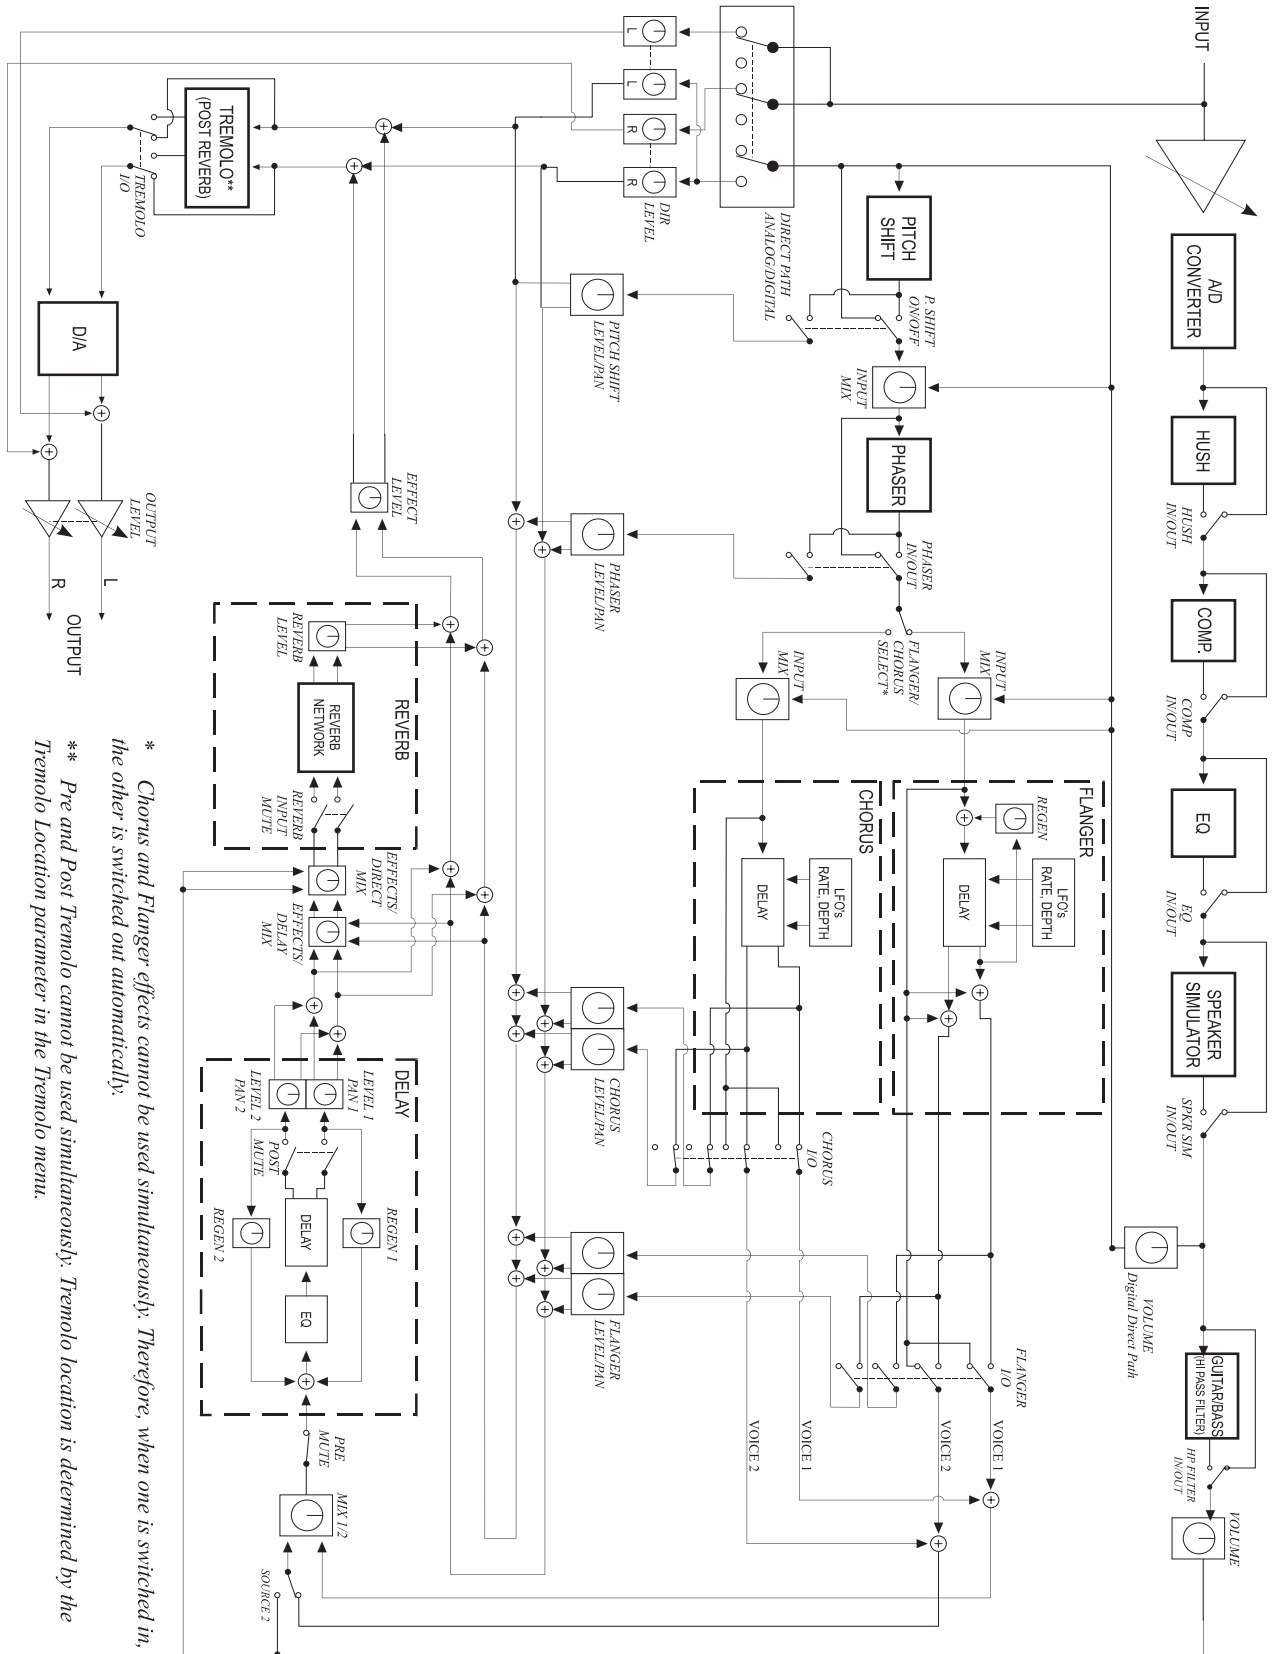 INPUT
A/D
CONVERTER
HUSH
HUSH
IN/OUT
COMP.
COMP
IN/OUT
EQ
EQ
IN/OUT
SPEAKER
SIMULATOR
SPKR SIM
IN/OUT
VOLUME
Digital Direct Path
GUITAR/BASS
(HI PASS FILTER)
HP FILTER
IN/OUT
VOLUME
DIRECT PATH
ANALOG/DIGITAL
PITCH
SHIFT
P. SHIFT
ON/OFF
INPUT
MIX
PHASER
PHASER
IN/OUT
FLANGER/
CHORUS
SELECT*
INPUT
MIX
INPUT
MIX
FLANGER
REGEN
LFO's
RATE, DEPTH
DELAY
FLANGER
I/O
VOICE 1
VOICE 2
CHORUS
LFO's
RATE, DEPTH
DELAY
CHORUS
I/O
VOICE 1
VOICE 2
L
L
R
R
DIR
LEVEL
PITCH SHIFT
LEVEL/PAN
PHASER
LEVEL/PAN
CHORUS
LEVEL/PAN
FLANGER
LEVEL/PAN
EFFECT
LEVEL
REVERB
REVERB
LEVEL
REVERB
NETWORK
REVERB
INPUT
MUTE
EFFECTS/
DIRECT
MIX
EFFECTS/
DELAY
MIX
DELAY
LEVEL 1
PAN 1
LEVEL 2
PAN 2
POST
MUTE
REGEN 1
DELAY
REGEN 2
EQ
PRE
MUTE
MIX 1/2
SOURCE 2
TREMOLO**
(POST REVERB)
TREMOLO
I/O
D/A
OUTPUT
LEVEL
L
R
OUTPUT
* Chorus and Flanger effects cannot be used simultaneously. Therefore, when one is switched in,
the other is switched out automatically.
** Pre and Post Tremolo cannot be used simultaneously. Tremolo location is determined by the
Tremolo Location parameter in the Tremolo menu.